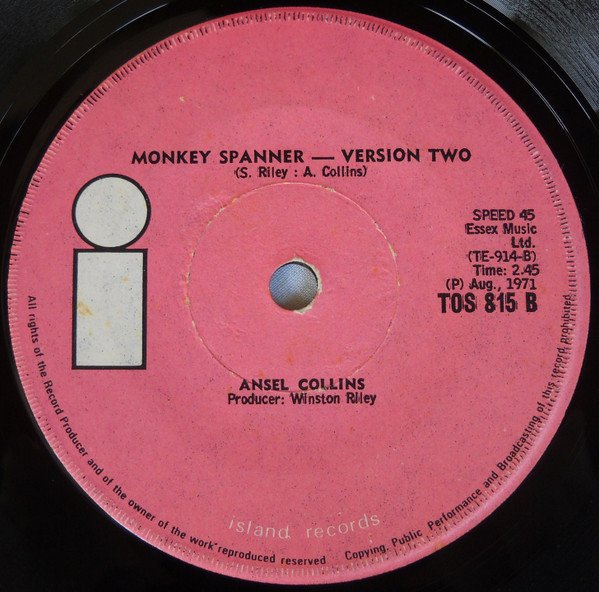 MONKEY SPANNER — VERSION TWO
(S. Riley : A. Collins)
SPEED 45
Essex Music
Ltd.
(TE-914-B)
Time: 2.45
(P) Aug., 1971
TOS 815 B
i
ANSEL COLLINS
Producer: Winston Riley
island records
All rights of the Record Producer and of the owner of the work reproduced reserved Copying, Public Performance and Broadcasting of this record prohibited